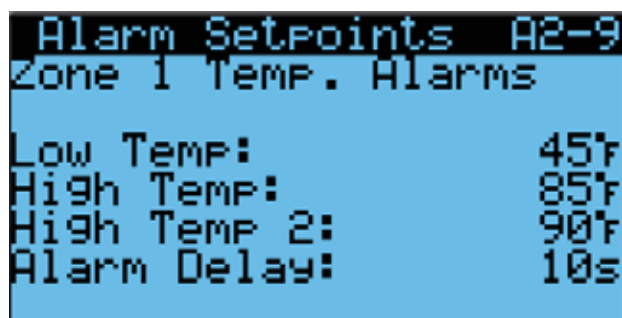 Alarm Setpoints A2-9
Zone 1 Temp. Alarms
Low Temp: 45°F
High Temp: 85°F
High Temp 2: 90°F
Alarm Delay: 10s